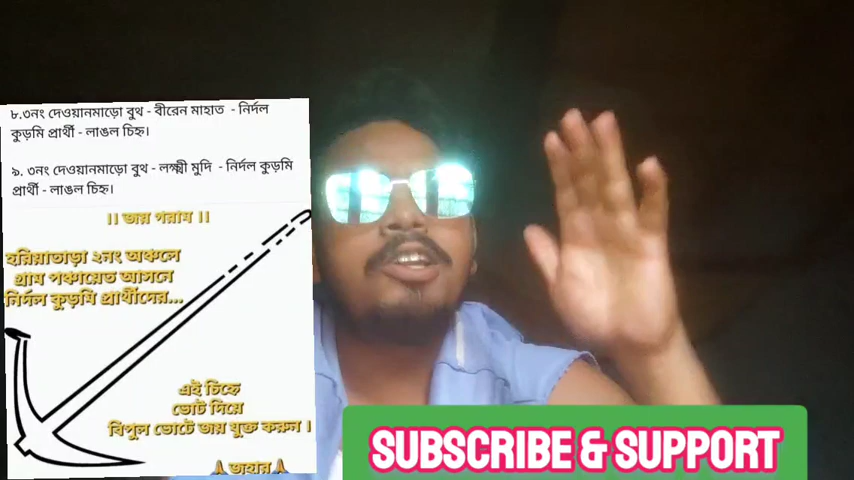 ৮.৩নং দেওয়ানমাড়ো বুথ - বীরেন মাহাত - নির্দল
কুড়মি প্রার্থী - লাঙল চিহ্ন।
৯. ৩নং দেওয়ানমাড়ো বুথ - লক্ষ্মী মুদি - নির্দল কুড়মি
প্রার্থী - লাঙল চিহ্ন।
।। জয় গরাম ।।
হরিয়াতাড়া ২নং অঞ্চলে
গ্রাম পঞ্চায়েত আসনে
নির্দল কুড়মি প্রার্থীদের...
এই চিহ্নে
ভোট দিয়ে
বিপুল ভোটে জয় যুক্ত করুন ।
জহার
SUBSCRIBE & SUPPORT